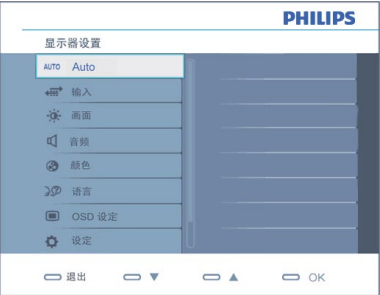 PHILIPS
显示器设置
AUTO Auto
输入
画面
音频
颜色
语言
OSD 设定
设定
退出 ▼ ▲ OK